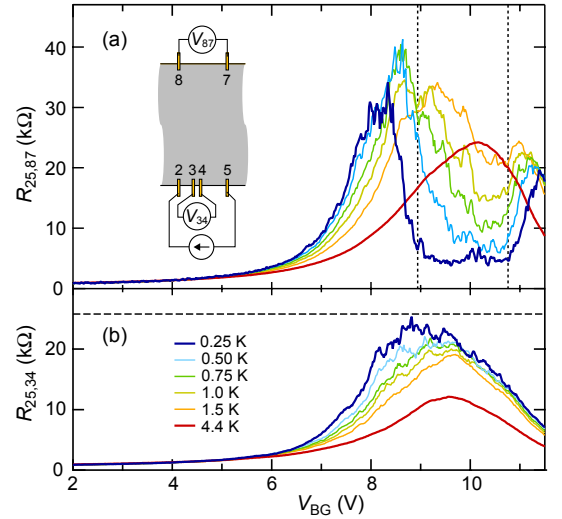 (a)
V87
8 7
2 3 4 5
V34
R25,87 (kΩ)
40
30
20
10
0
(b)
0.25 K
0.50 K
0.75 K
1.0 K
1.5 K
4.4 K
R25,34 (kΩ)
20
10
0
2 4 6 8 10
VBG (V)